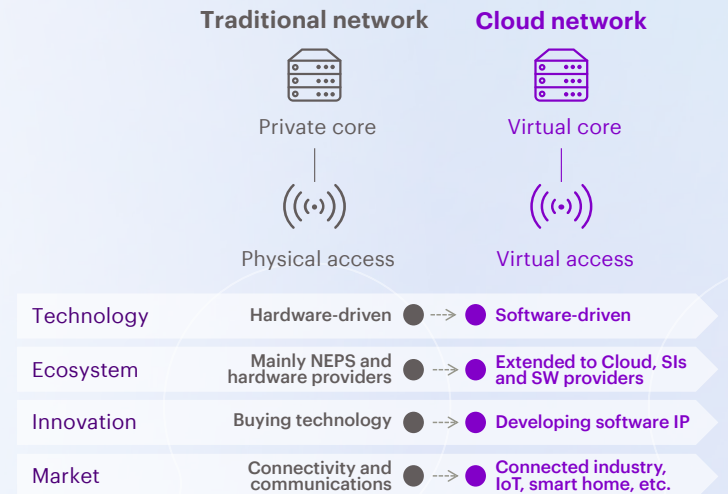 Traditional network
Cloud network
Private core
Virtual core
Physical access
Virtual access
Technology
Hardware-driven
Software-driven
Ecosystem
Mainly NEPS and
hardware providers
Extended to Cloud, SIs
and SW providers
Innovation
Buying technology
Developing software IP
Market
Connectivity and
communications
Connected industry,
IoT, smart home, etc.